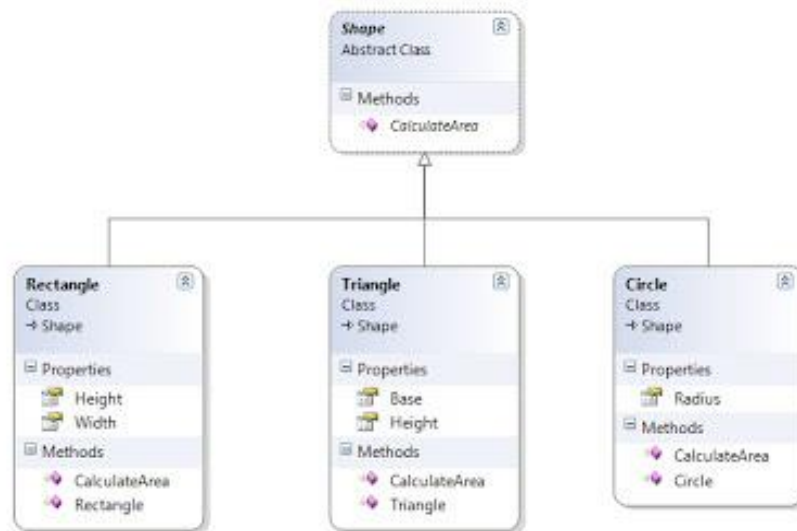 Shape
Abstract Class
Methods
CalculateArea
Rectangle
Class
Shape
Properties
Height
Width
Methods
CalculateArea
Rectangle
Triangle
Class
Shape
Properties
Base
Height
Methods
CalculateArea
Triangle
Circle
Class
Shape
Properties
Radius
Methods
CalculateArea
Circle